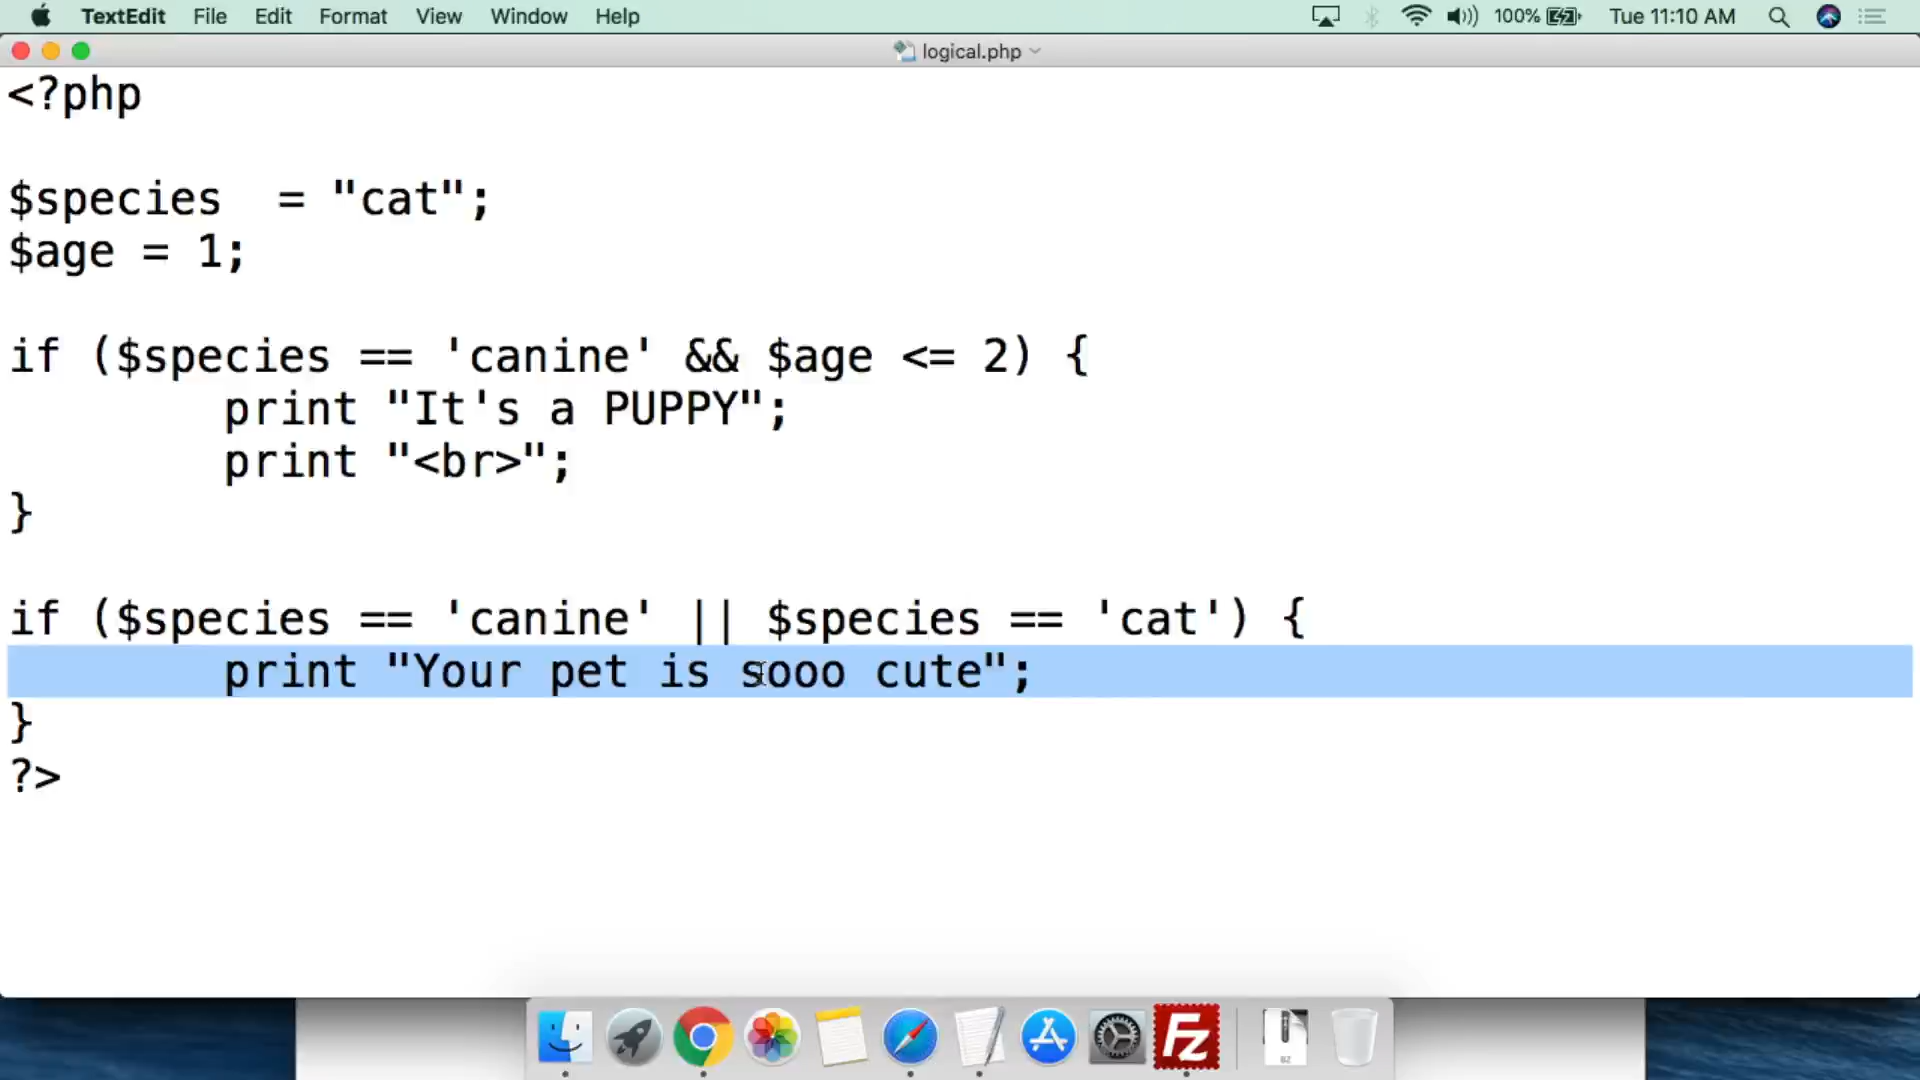 TextEdit File Edit Format View Window Help 100% Tue 11:10 AM
logical.php
<?php
$species  = "cat";
$age = 1;
if ($species == 'canine' && $age <= 2) {
print "It's a PUPPY";
print "<br>";
}
if ($species == 'canine' || $species == 'cat') {
print "Your pet is sooo cute";
}
?>
FZ
BZ